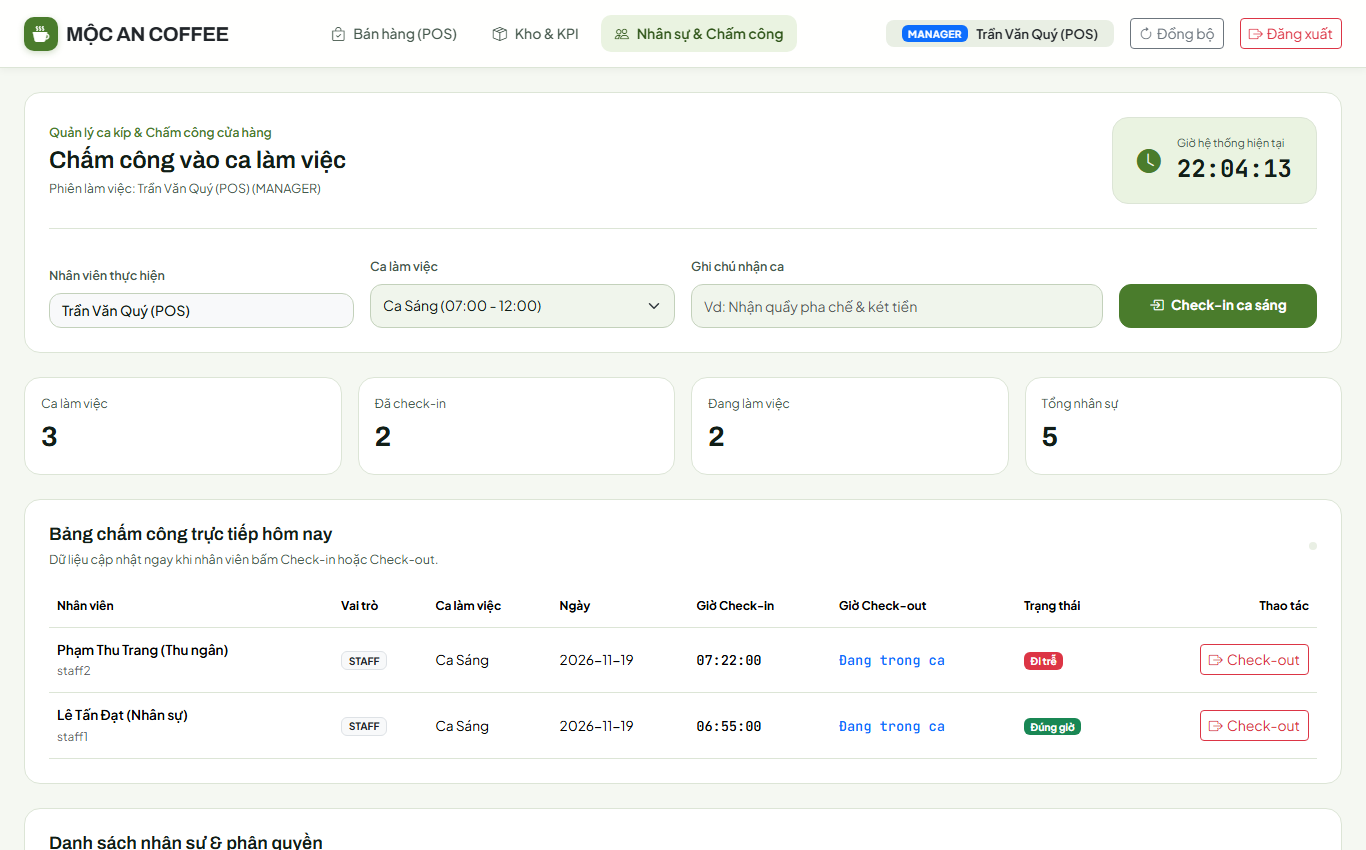 MỘC AN COFFEE
Bán hàng (POS)
Kho & KPI
Nhân sự & Chấm công
MANAGER Trần Văn Quý (POS)
Đồng bộ
Đăng xuất
Quản lý ca kíp & Chấm công cửa hàng
Chấm công vào ca làm việc
Phiên làm việc: Trần Văn Quý (POS) (MANAGER)
Giờ hệ thống hiện tại
22:04:13
Nhân viên thực hiện
Trần Văn Quý (POS)
Ca làm việc
Ca Sáng (07:00 - 12:00)
Ghi chú nhận ca
Vd: Nhận quầy pha chế & két tiền
Check-in ca sáng
Ca làm việc
3
Đã check-in
2
Đang làm việc
2
Tổng nhân sự
5
Bảng chấm công trực tiếp hôm nay
Dữ liệu cập nhật ngay khi nhân viên bấm Check-in hoặc Check-out.
Nhân viên Vai trò Ca làm việc Ngày Giờ Check-in Giờ Check-out Trạng thái Thao tác
Phạm Thu Trang (Thu ngân)
staff2
STAFF Ca Sáng 2026-11-19 07:22:00 Đang trong ca Đi trễ Check-out
Lê Tấn Đạt (Nhân sự)
staff1
STAFF Ca Sáng 2026-11-19 06:55:00 Đang trong ca Đúng giờ Check-out
Danh sách nhân sự & phân quyền